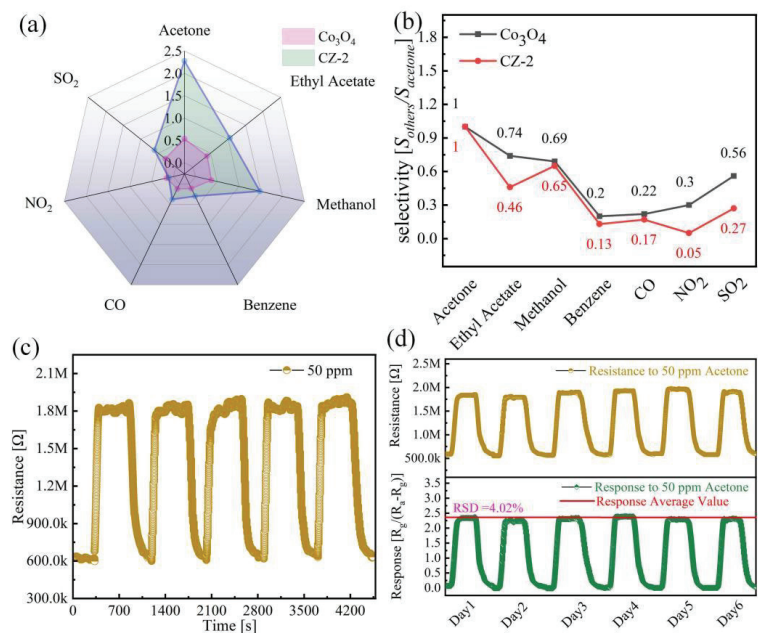 (a)
Acetone
Co3O4
CZ-2
2.5
2.0
1.5
1.0
0.5
0.0
SO2
Ethyl Acetate
NO2
Methanol
CO
Benzene
(b)
Co3O4
CZ-2
selectivity [Sothers/Sacetone]
1.8
1.5
1.2
0.9
0.6
0.3
0.0
1
0.74
0.69
0.2
0.22
0.3
0.56
1
0.46
0.65
0.13
0.17
0.05
0.27
Acetone
Ethyl Acetate
Methanol
Benzene
CO
NO2
SO2
(c)
50 ppm
Resistance [Ω]
2.1M
1.8M
1.5M
1.2M
900.0k
600.0k
300.0k
0
700
1400
2100
2800
3500
4200
Time [s]
(d)
Resistance to 50 ppm Acetone
Resistance [Ω]
2.5M
2.0M
1.5M
1.0M
500.0k
Response to 50 ppm Acetone
Response Average Value
RSD =4.02%
Response [Rg/(Ra-Rg)]
3.5
3.0
2.5
2.0
1.5
1.0
0.5
0.0
Day1
Day2
Day3
Day4
Day5
Day6